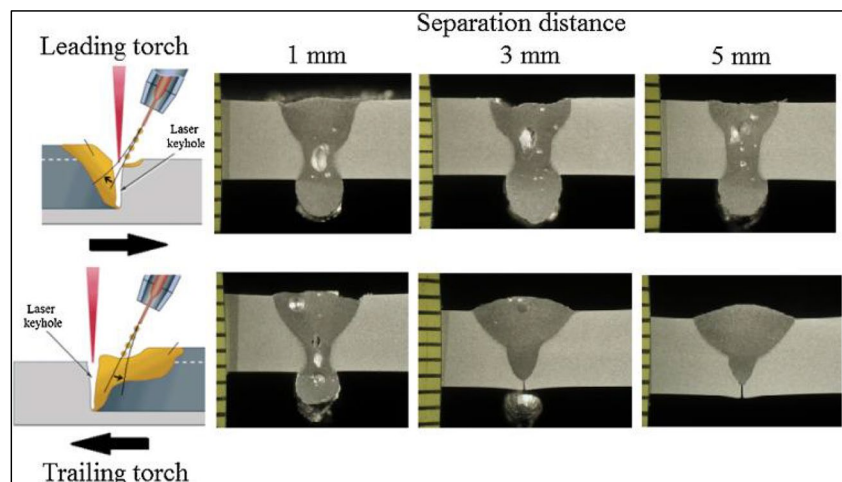 Separation distance
Leading torch
1 mm
3 mm
5 mm
Laser
keyhole
Laser
keyhole
Trailing torch